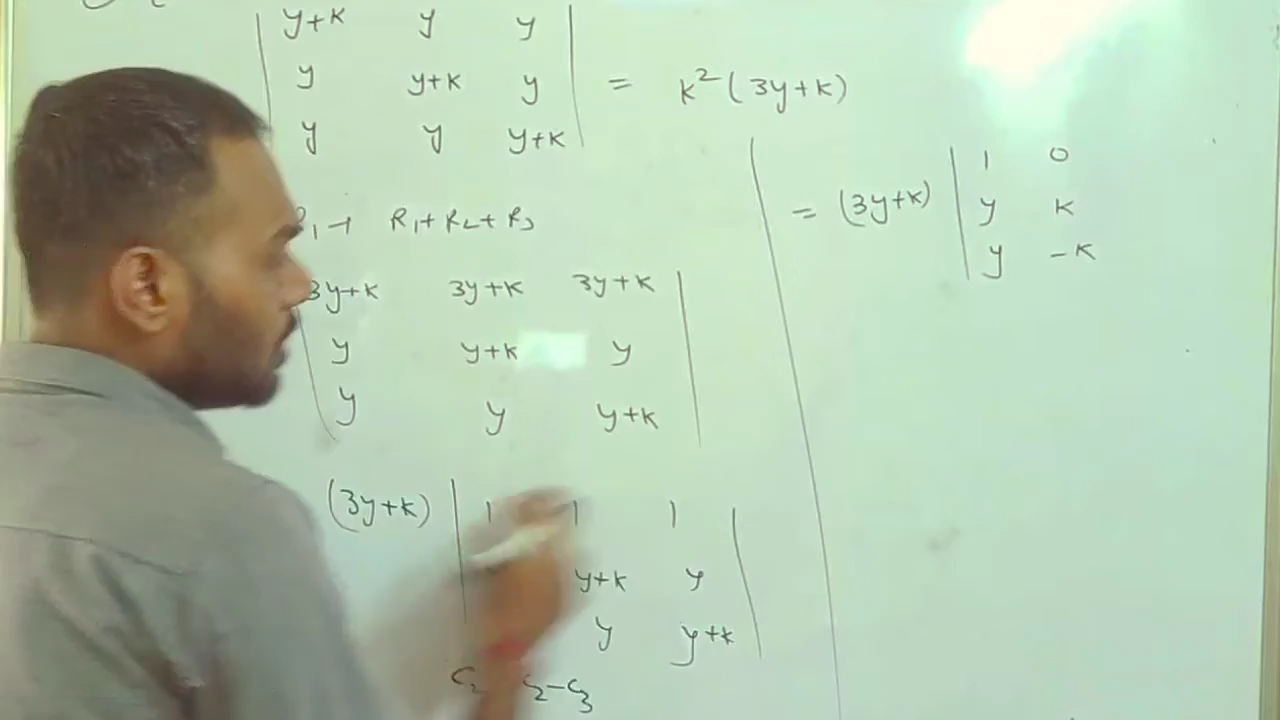 y+k y y
y y+k y = k²(3y+k)
y y y+k
R₁ → R₁+R₂+R₃
3y+k 3y+k 3y+k
y y+k y
y y y+k
(3y+k) 1 1 1
y+k y
y y+k
C₂ C₂-C₃
1 0
= (3y+k) y k
y -k